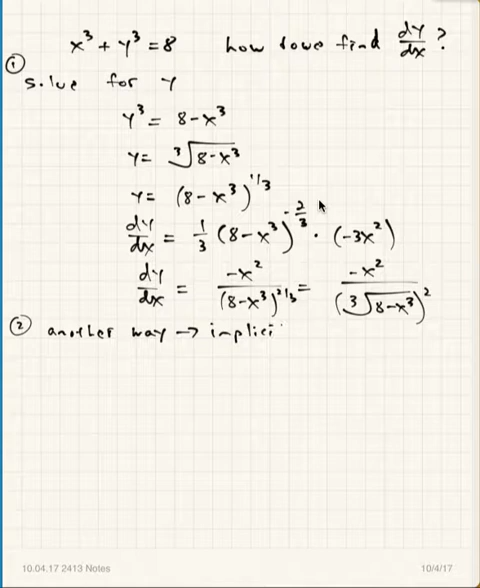 x³ + y³ = 8 how do we find dy/dx ?
① solve for y
y³ = 8 - x³
y = ³√(8 - x³)
y = (8 - x³)^(1/3)
dy/dx = 1/3 (8 - x³)^(-2/3) · (-3x²)
dy/dx = -x²/(8 - x³)^(2/3) = -x²/(³√(8 - x³))²
② another way → implici
10.04.17 2413 Notes 10/4/17